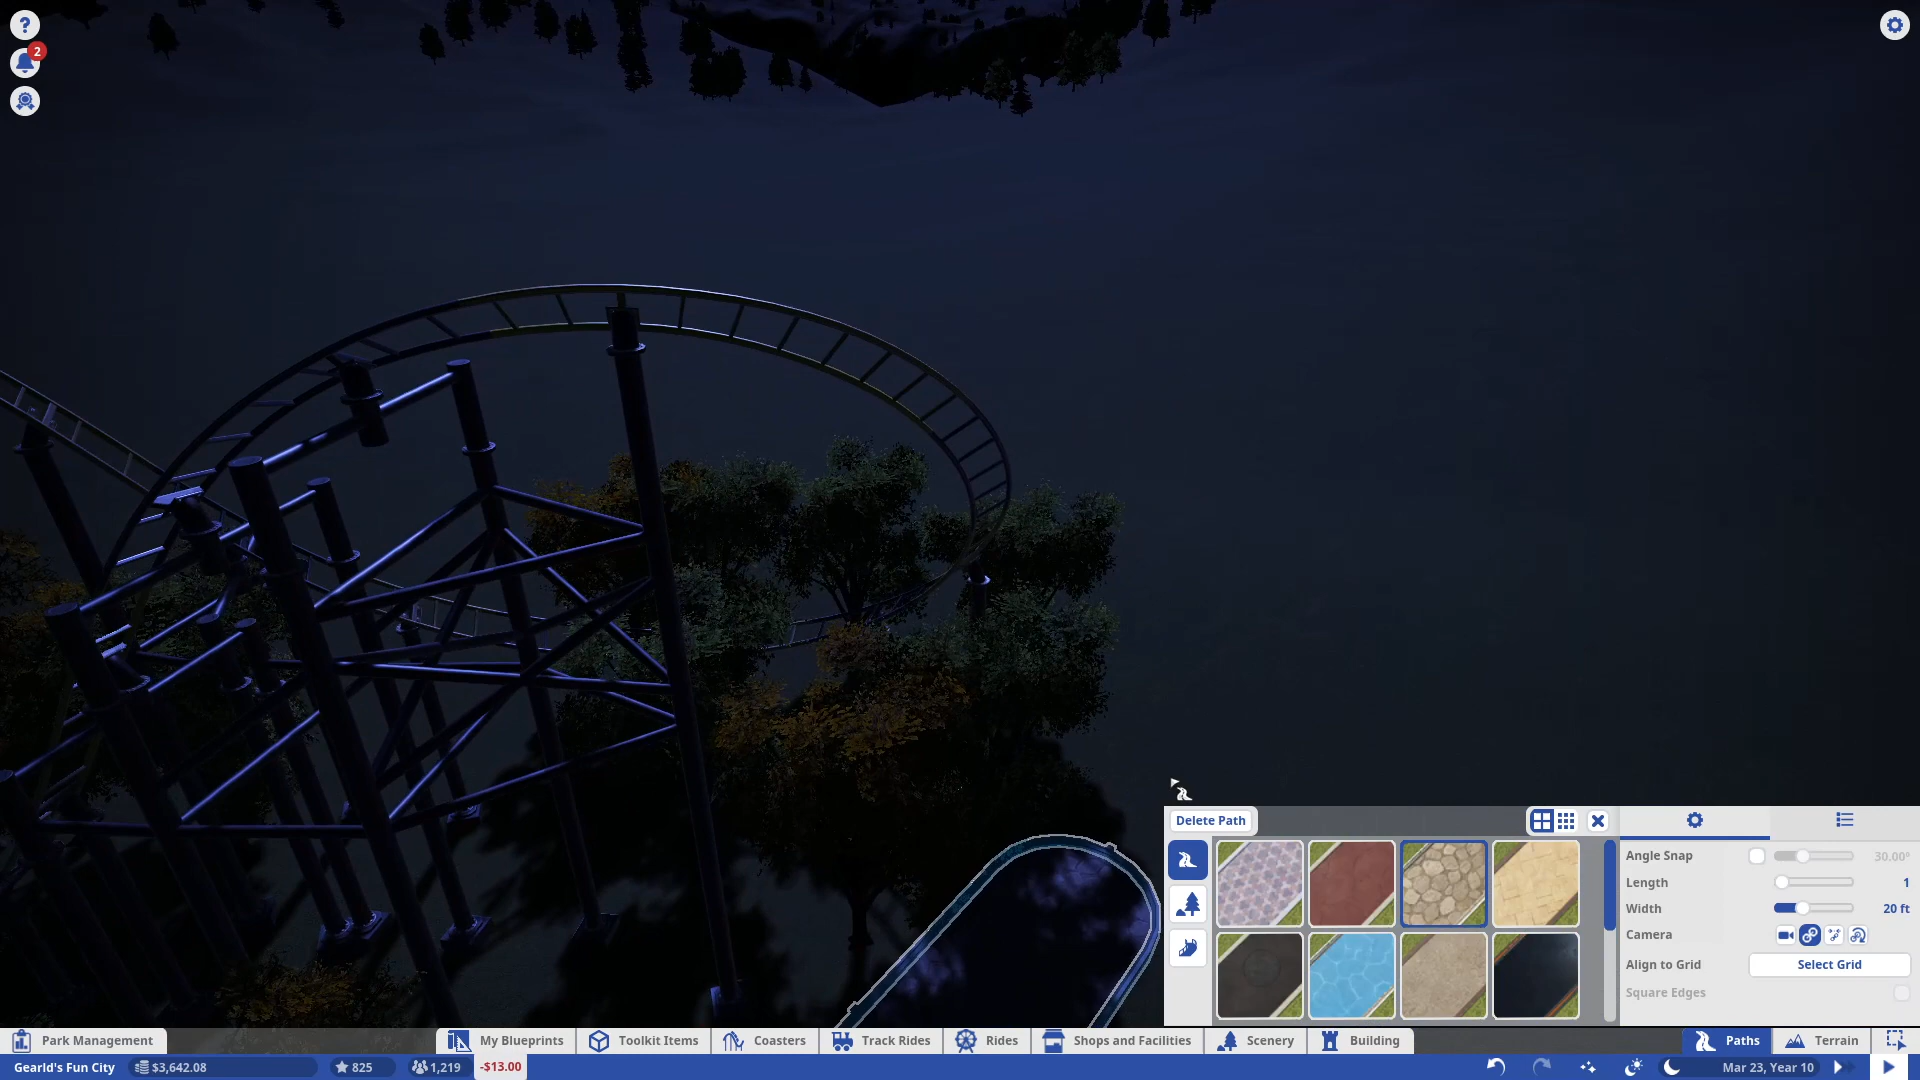 ?
2
Delete Path
Angle Snap 30.00°
Length 1
Width 20 ft
Camera
Align to Grid Select Grid
Square Edges
Park Management
My Blueprints
Toolkit Items
Coasters
Track Rides
Rides
Shops and Facilities
Scenery
Building
Paths
Terrain
Gearld's Fun City
$3,642.08
825
1,219
-$13.00
Mar 23, Year 10